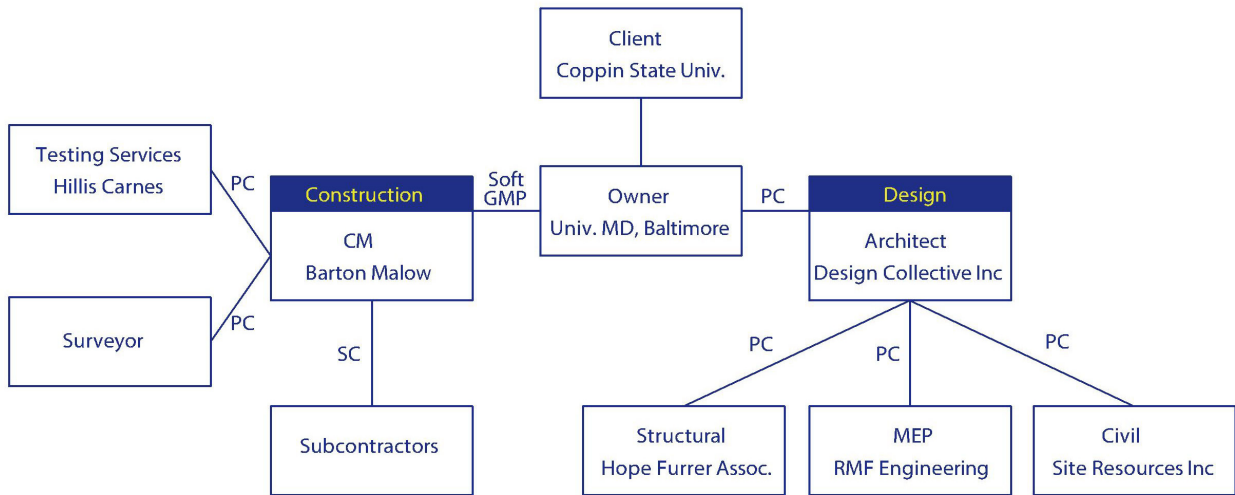 Client
Coppin State Univ.
Testing Services
Hillis Carnes
PC
Construction
CM
Barton Malow
Soft
GMP
Owner
Univ. MD, Baltimore
PC
Design
Architect
Design Collective Inc
PC
Surveyor
SC
Subcontractors
PC
PC
PC
Structural
Hope Furrer Assoc.
MEP
RMF Engineering
Civil
Site Resources Inc